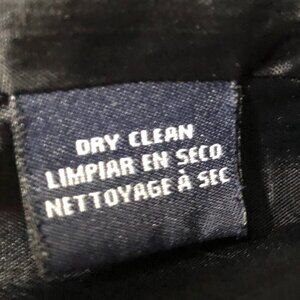 DRY CLEAN
LIMPIAR EN SECO
NETTOYAGE À SEC